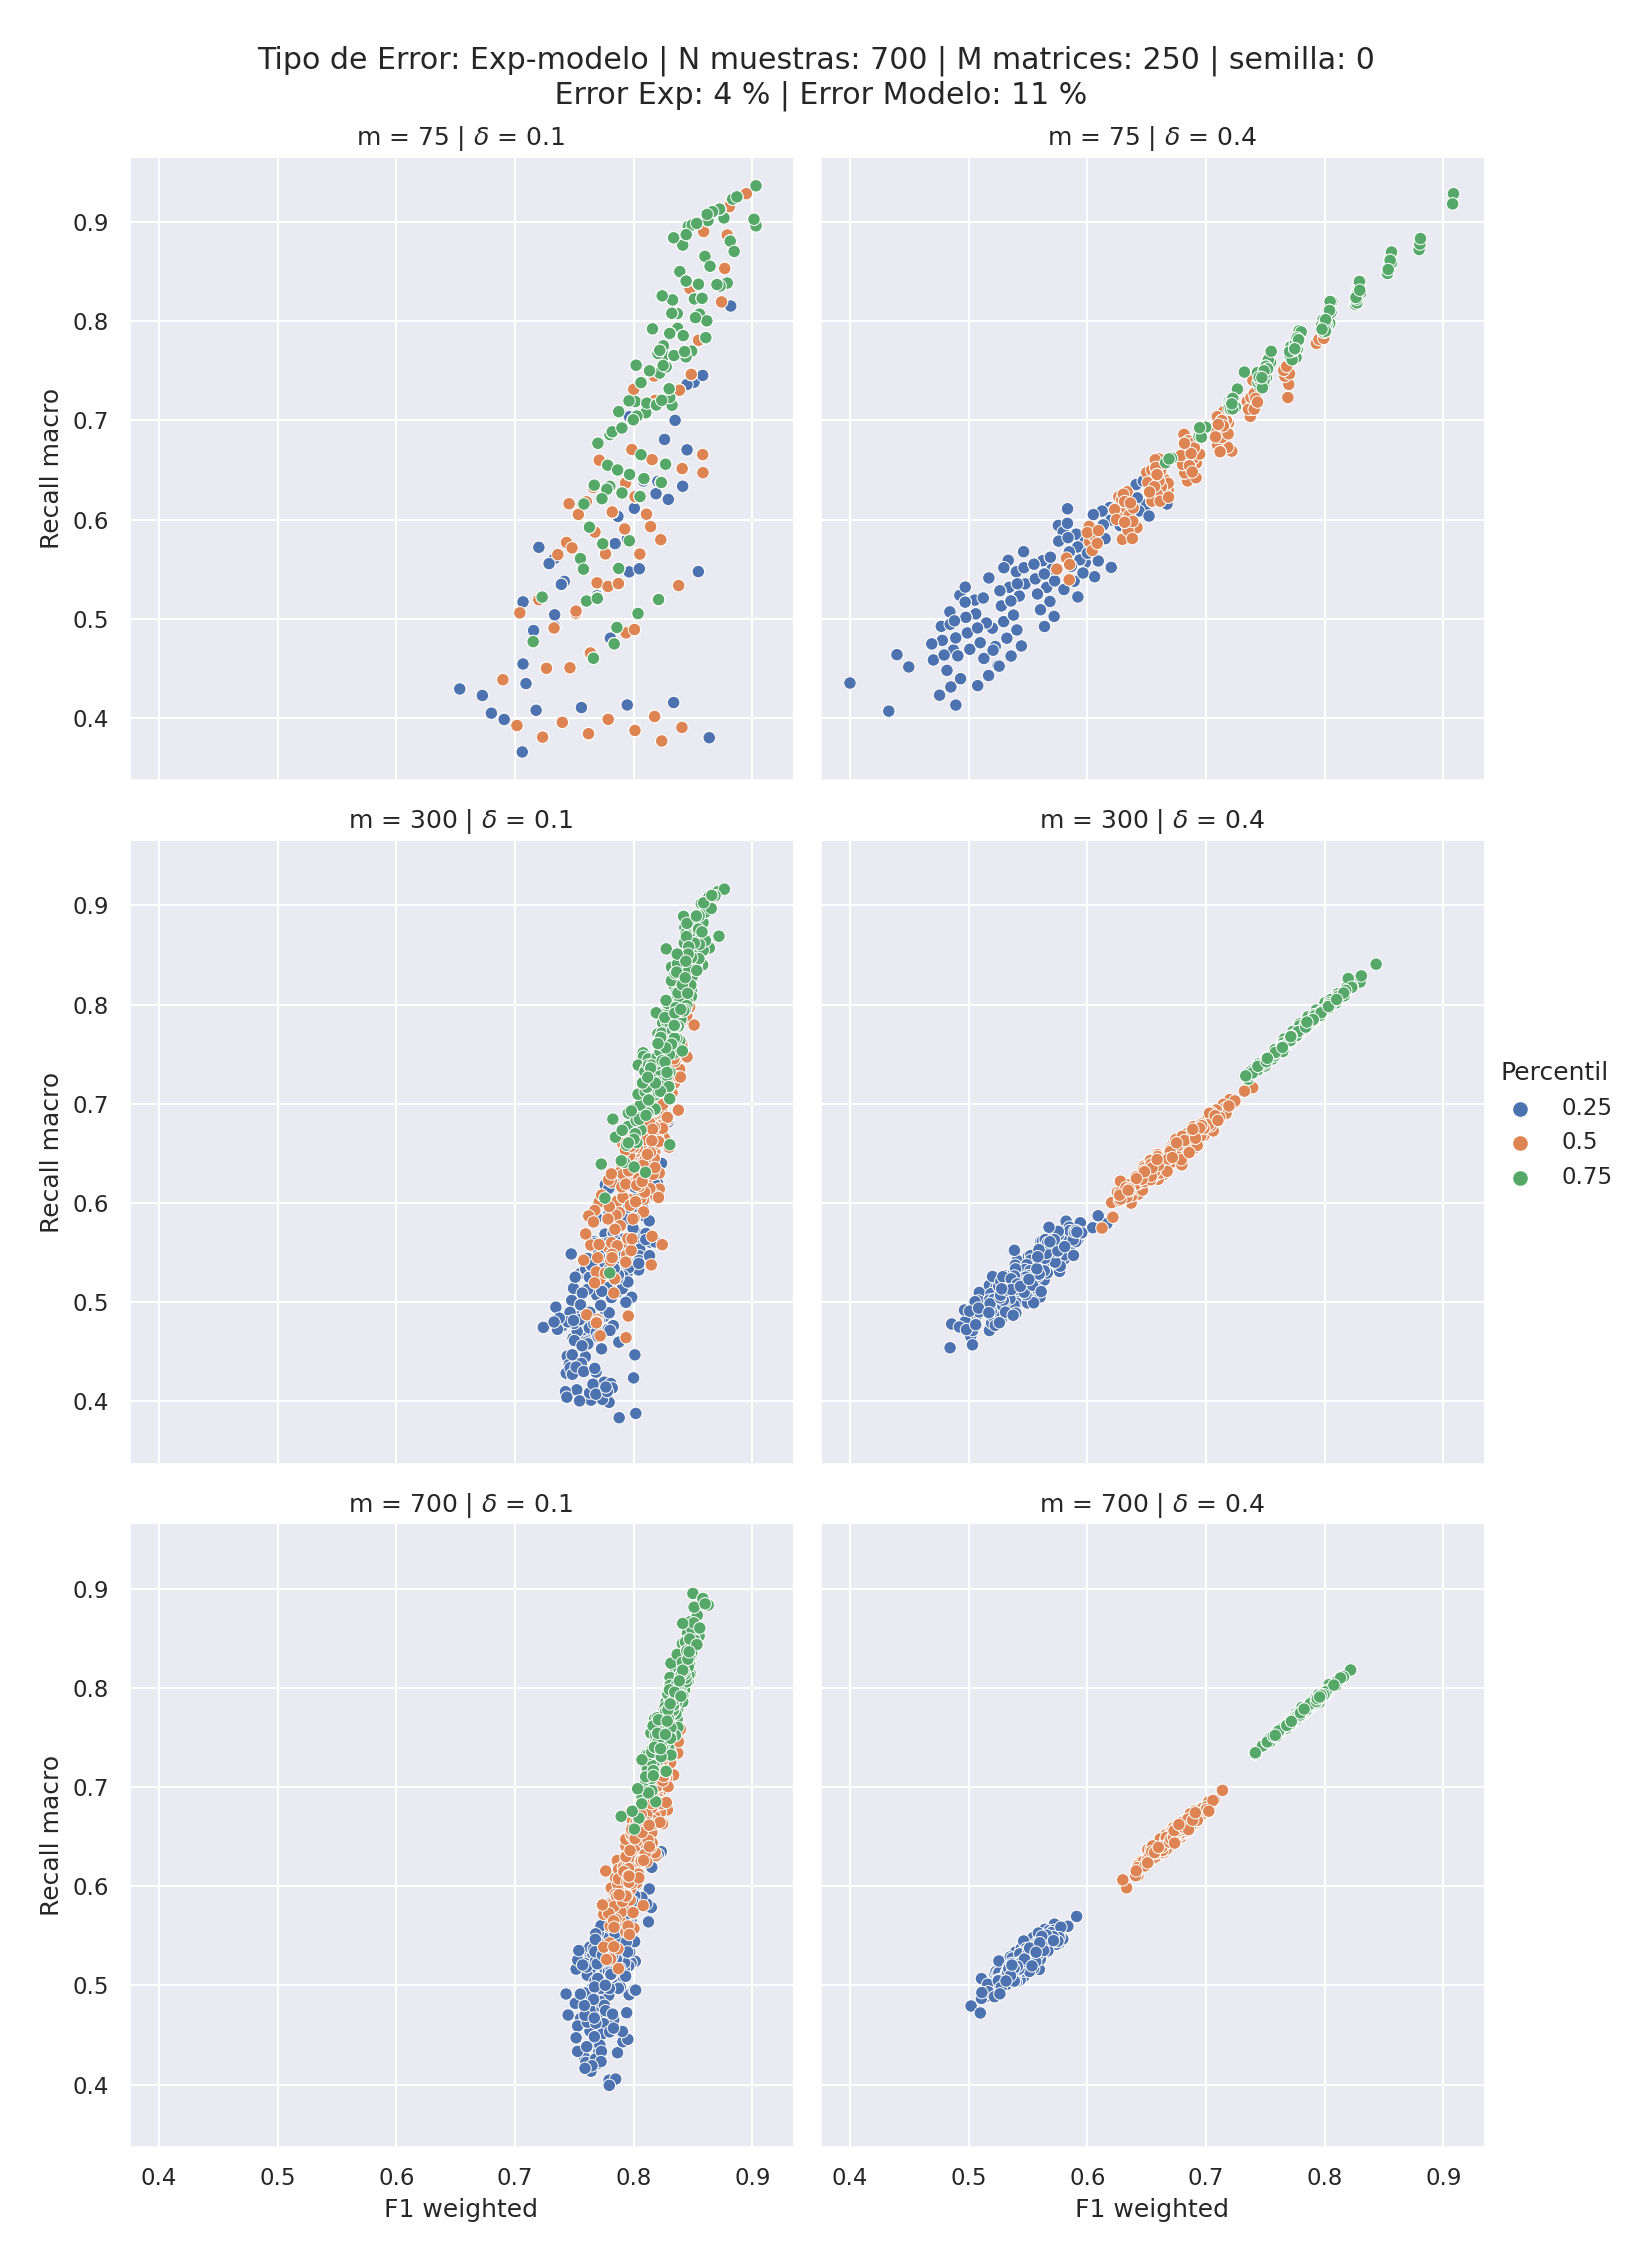 Tipo de Error: Exp-modelo | N muestras: 700 | M matrices: 250 | semilla: 0
Error Exp: 4 % | Error Modelo: 11 %
m = 75 | δ = 0.1
m = 75 | δ = 0.4
0.9
0.8
0.7
0.6
0.5
0.4
Recall macro
m = 300 | δ = 0.1
m = 300 | δ = 0.4
0.9
0.8
0.7
0.6
0.5
0.4
Recall macro
Percentil
0.25
0.5
0.75
m = 700 | δ = 0.1
m = 700 | δ = 0.4
0.9
0.8
0.7
0.6
0.5
0.4
Recall macro
0.4 0.5 0.6 0.7 0.8 0.9
F1 weighted
0.4 0.5 0.6 0.7 0.8 0.9
F1 weighted